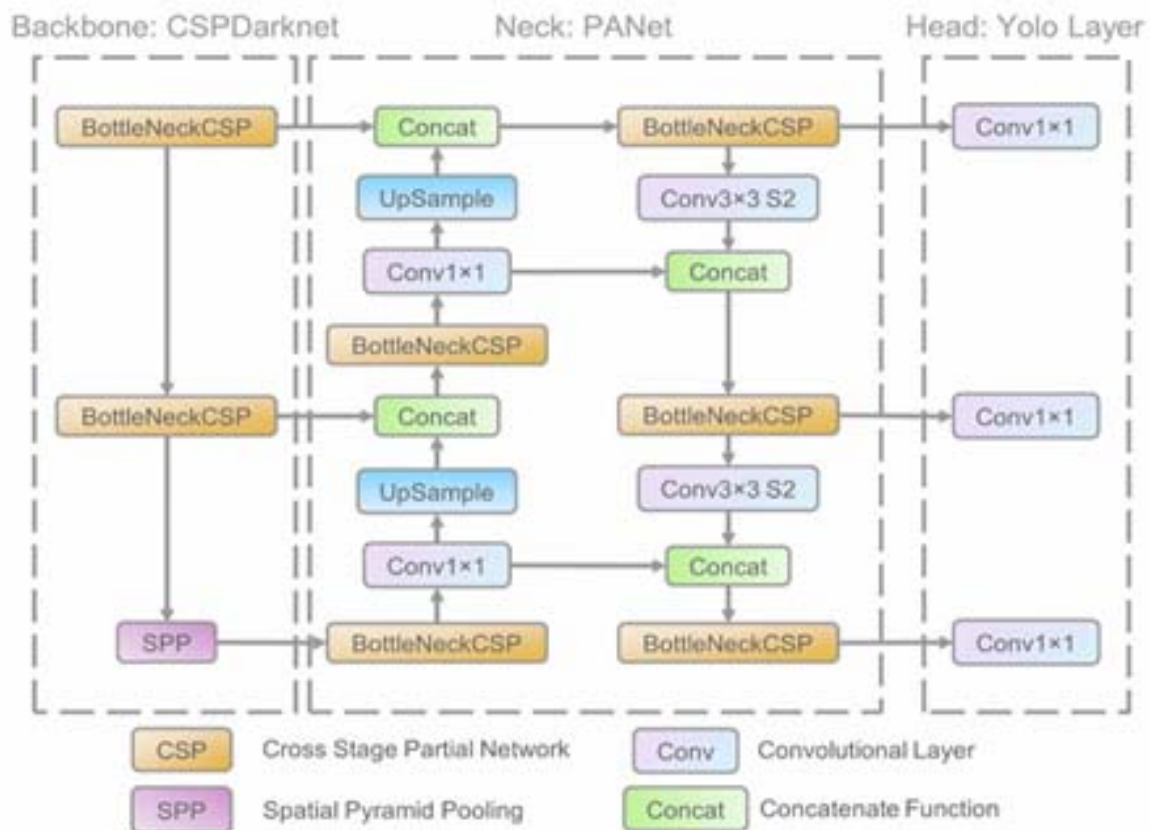 Backbone: CSPDarknet Neck: PANet Head: Yolo Layer
BottleNeckCSP Concat BottleNeckCSP Conv1×1
UpSample Conv3×3 S2
Conv1×1 Concat
BottleNeckCSP
BottleNeckCSP Concat BottleNeckCSP Conv1×1
UpSample Conv3×3 S2
Conv1×1 Concat
SPP BottleNeckCSP BottleNeckCSP Conv1×1
CSP Cross Stage Partial Network Conv Convolutional Layer
SPP Spatial Pyramid Pooling Concat Concatenate Function